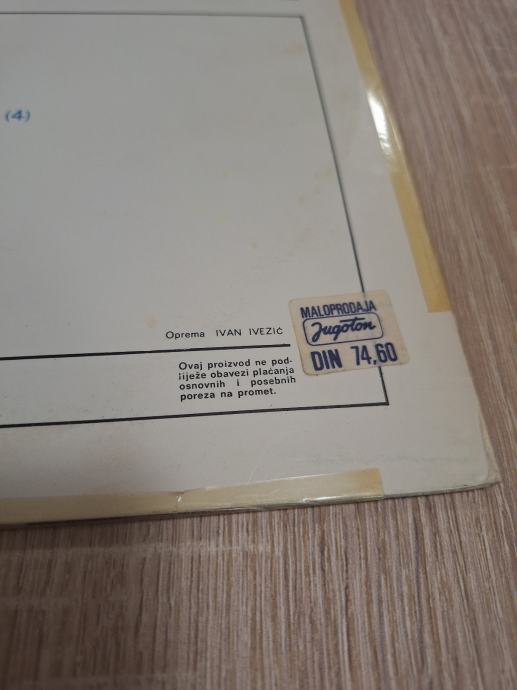 (4)
Oprema IVAN IVEZIĆ
MALOPRODAJA
Jugoton
DIN 74,60
Ovaj proizvod ne pod-
liježe obavezi plaćanja
osnovnih i posebnih
poreza na promet.